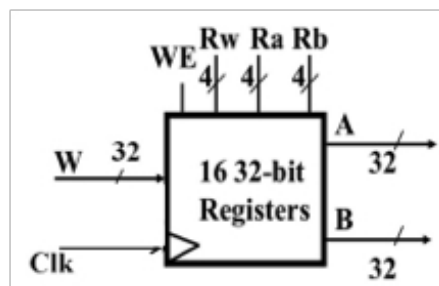 WE Rw Ra Rb
4 4 4
W 32
16 32-bit
Registers
A
32
B
32
Clk